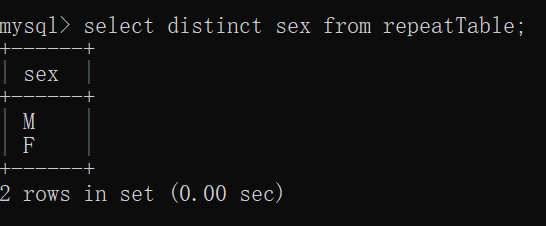 mysql> select distinct sex from repeatTable;
+------+
| sex  |
+------+
| M    |
| F    |
+------+
2 rows in set (0.00 sec)